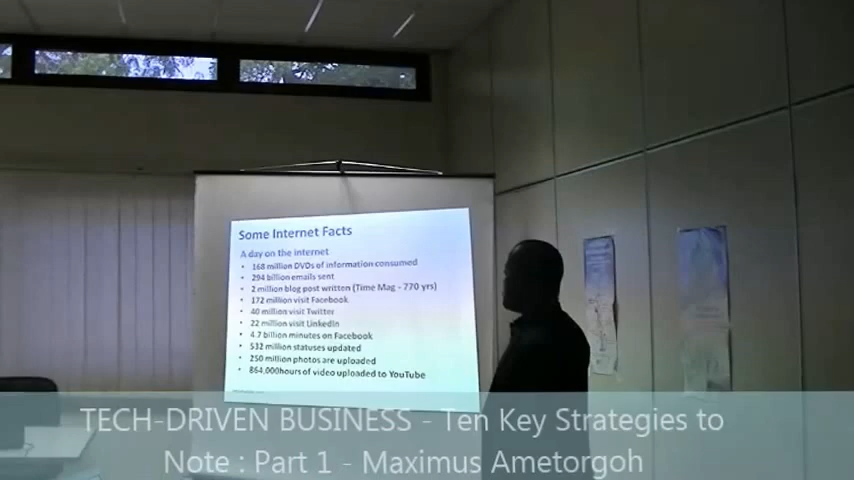 Some Internet Facts
A day on the internet
• 168 million DVDs of information consumed
• 294 billion emails sent
• 2 million blog post written (Time Mag - 770 yrs)
• 172 million visit Facebook
• 40 million visit Twitter
• 22 million visit LinkedIn
• 4.7 billion minutes on Facebook
• 532 million statuses updated
• 250 million photos are uploaded
• 864,000hours of video uploaded to YouTube
TECH-DRIVEN BUSINESS - Ten Key Strategies to
Note : Part 1 - Maximus Ametorgoh